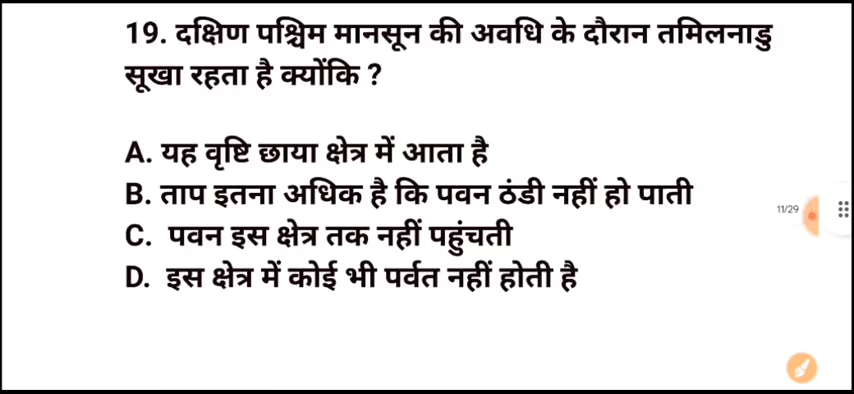 19. दक्षिण पश्चिम मानसून की अवधि के दौरान तमिलनाडु
सूखा रहता है क्योंकि ?
A. यह वृष्टि छाया क्षेत्र में आता है
B. ताप इतना अधिक है कि पवन ठंडी नहीं हो पाती
11/29
C. पवन इस क्षेत्र तक नहीं पहुंचती
D. इस क्षेत्र में कोई भी पर्वत नहीं होती है